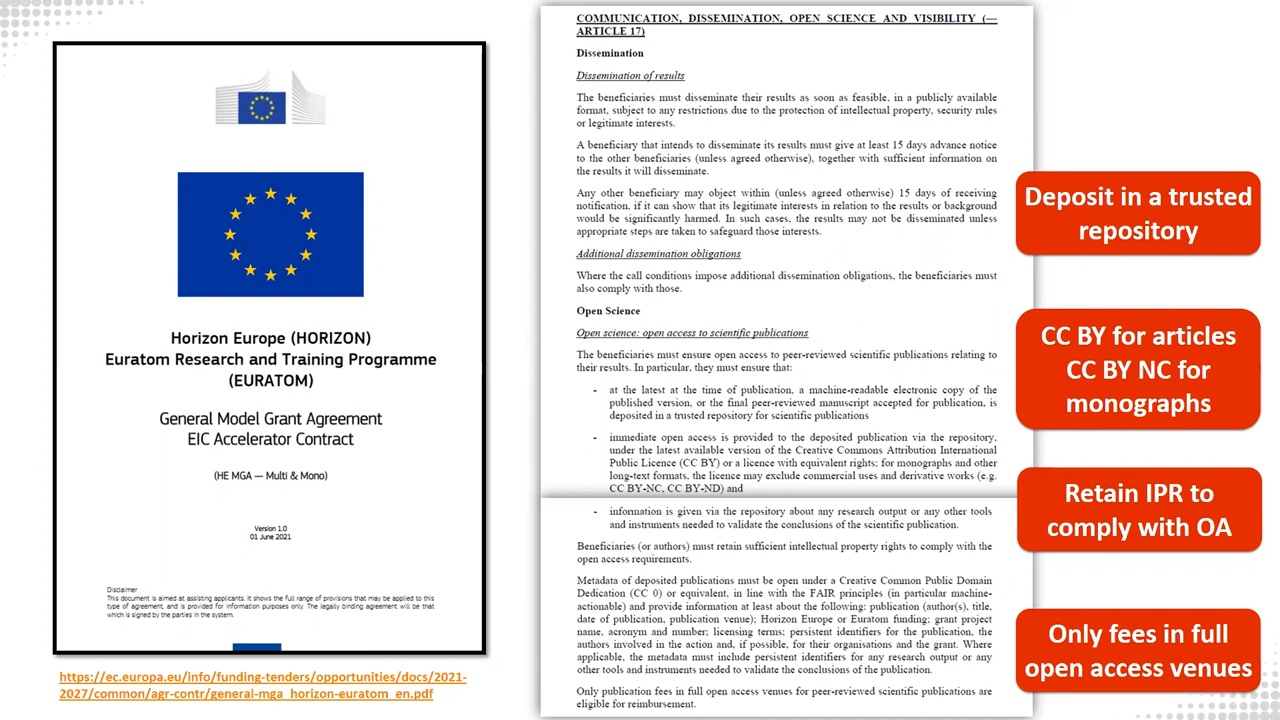 Horizon Europe (HORIZON)
Euratom Research and Training Programme
(EURATOM)
General Model Grant Agreement
EIC Accelerator Contract
(HE MGA — Multi & Mono)
Version 1.0
01 June 2021
Disclaimer
This document is aimed at assisting applicants. It shows the full range of provisions that may be applied to this
type of agreement, and is provided for information purposes only. The legally binding agreement will be that
which is signed by the parties in the system.
https://ec.europa.eu/info/funding-tenders/opportunities/docs/2021-
2027/common/agr-contr/general-mga_horizon-euratom_en.pdf
COMMUNICATION, DISSEMINATION, OPEN SCIENCE AND VISIBILITY (—
ARTICLE 17)
Dissemination
Dissemination of results
The beneficiaries must disseminate their results as soon as feasible, in a publicly available
format, subject to any restrictions due to the protection of intellectual property, security rules
or legitimate interests.
A beneficiary that intends to disseminate its results must give at least 15 days advance notice
to the other beneficiaries (unless agreed otherwise), together with sufficient information on
the results it will disseminate.
Any other beneficiary may object within (unless agreed otherwise) 15 days of receiving
notification, if it can show that its legitimate interests in relation to the results or background
would be significantly harmed. In such cases, the results may not be disseminated unless
appropriate steps are taken to safeguard those interests.
Additional dissemination obligations
Where the call conditions impose additional dissemination obligations, the beneficiaries must
also comply with those.
Open Science
Open science: open access to scientific publications
The beneficiaries must ensure open access to peer-reviewed scientific publications relating to
their results. In particular, they must ensure that:
- at the latest at the time of publication, a machine-readable electronic copy of the
published version, or the final peer-reviewed manuscript accepted for publication, is
deposited in a trusted repository for scientific publications
- immediate open access is provided to the deposited publication via the repository,
under the latest available version of the Creative Commons Attribution International
Public Licence (CC BY) or a licence with equivalent rights; for monographs and other
long-text formats, the licence may exclude commercial uses and derivative works (e.g.
CC BY-NC, CC BY-ND) and
- information is given via the repository about any research output or any other tools
and instruments needed to validate the conclusions of the scientific publication.
Beneficiaries (or authors) must retain sufficient intellectual property rights to comply with the
open access requirements.
Metadata of deposited publications must be open under a Creative Common Public Domain
Dedication (CC 0) or equivalent, in line with the FAIR principles (in particular machine-
actionable) and provide information at least about the following: publication (author(s), title,
date of publication, publication venue); Horizon Europe or Euratom funding; grant project
name, acronym and number; licensing terms; persistent identifiers for the publication, the
authors involved in the action and, if possible, for their organisations and the grant. Where
applicable, the metadata must include persistent identifiers for any research output or any
other tools and instruments needed to validate the conclusions of the publication.
Only publication fees in full open access venues for peer-reviewed scientific publications are
eligible for reimbursement.
Deposit in a trusted
repository
CC BY for articles
CC BY NC for
monographs
Retain IPR to
comply with OA
Only fees in full
open access venues